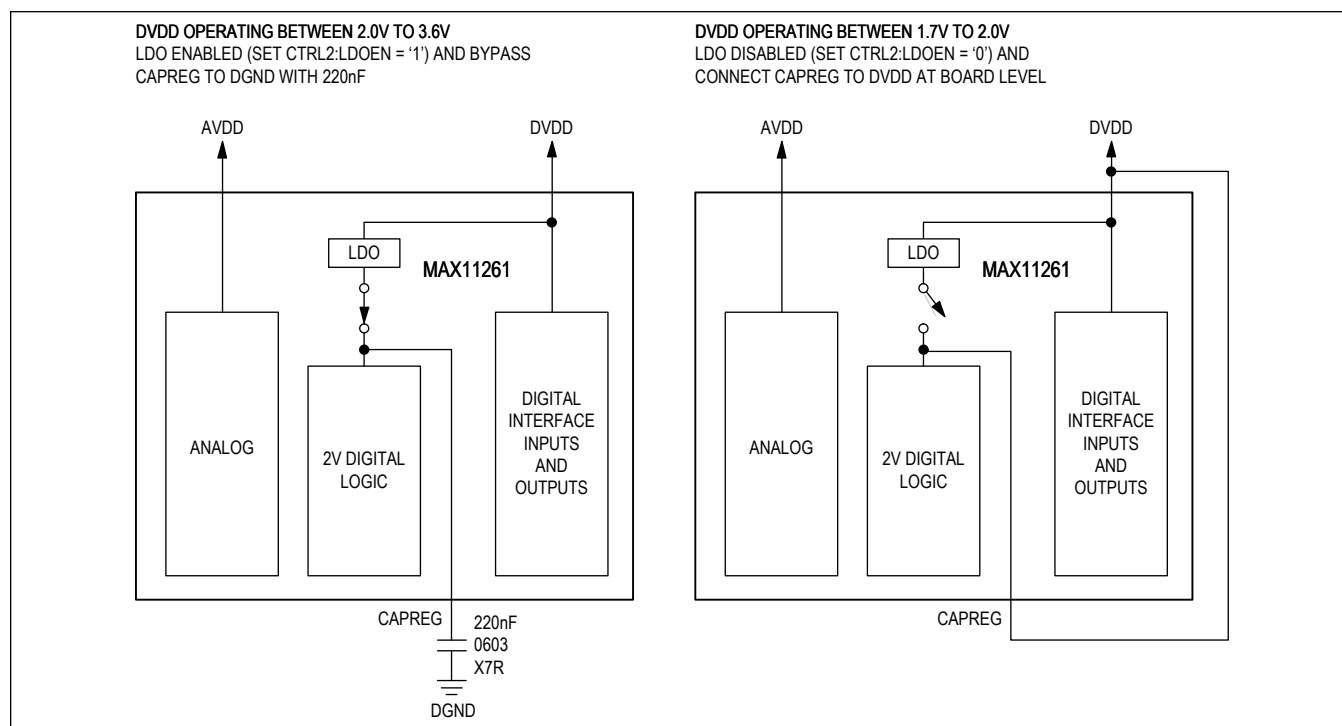 DVDD OPERATING BETWEEN 2.0V TO 3.6V
LDO ENABLED (SET CTRL2:LDOEN = '1') AND BYPASS
CAPREG TO DGND WITH 220nF
AVDD
DVDD
LDO
MAX11261
ANALOG
2V DIGITAL
LOGIC
DIGITAL
INTERFACE
INPUTS
AND
OUTPUTS
CAPREG
220nF
0603
X7R
DGND
DVDD OPERATING BETWEEN 1.7V TO 2.0V
LDO DISABLED (SET CTRL2:LDOEN = '0') AND
CONNECT CAPREG TO DVDD AT BOARD LEVEL
AVDD
DVDD
LDO
MAX11261
ANALOG
2V DIGITAL
LOGIC
DIGITAL
INTERFACE
INPUTS
AND
OUTPUTS
CAPREG